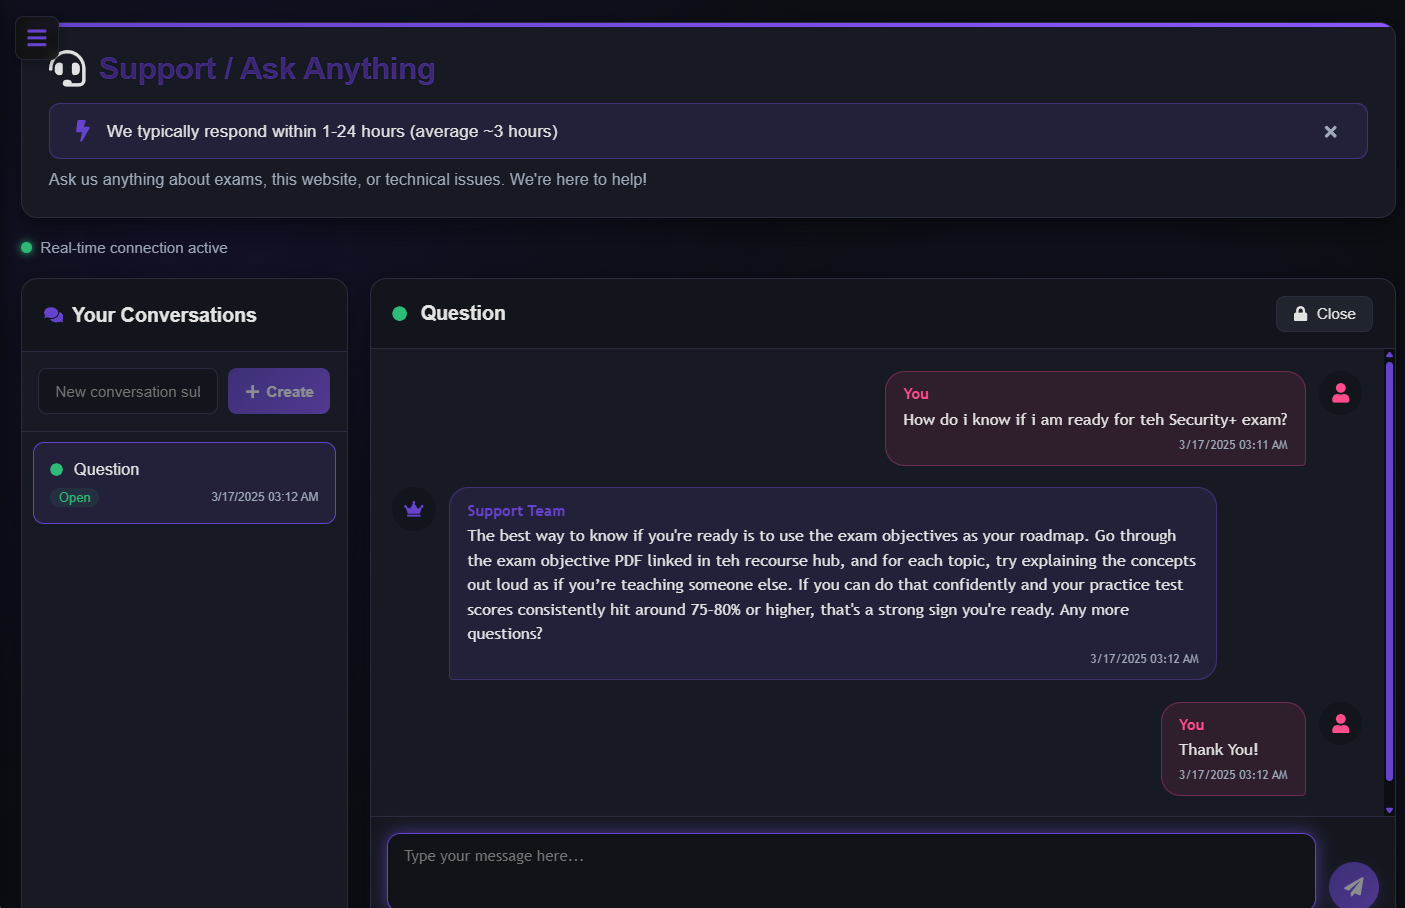 Support / Ask Anything
We typically respond within 1-24 hours (average ~3 hours)
Ask us anything about exams, this website, or technical issues. We're here to help!
Real-time connection active
Your Conversations
New conversation sul
Create
Question
Open
3/17/2025 03:12 AM
Question
Close
You
How do i know if i am ready for teh Security+ exam?
3/17/2025 03:11 AM
Support Team
The best way to know if you're ready is to use the exam objectives as your roadmap. Go through
the exam objective PDF linked in teh recourse hub, and for each topic, try explaining the concepts
out loud as if you’re teaching someone else. If you can do that confidently and your practice test
scores consistently hit around 75-80% or higher, that's a strong sign you're ready. Any more
questions?
3/17/2025 03:12 AM
You
Thank You!
3/17/2025 03:12 AM
Type your message here...